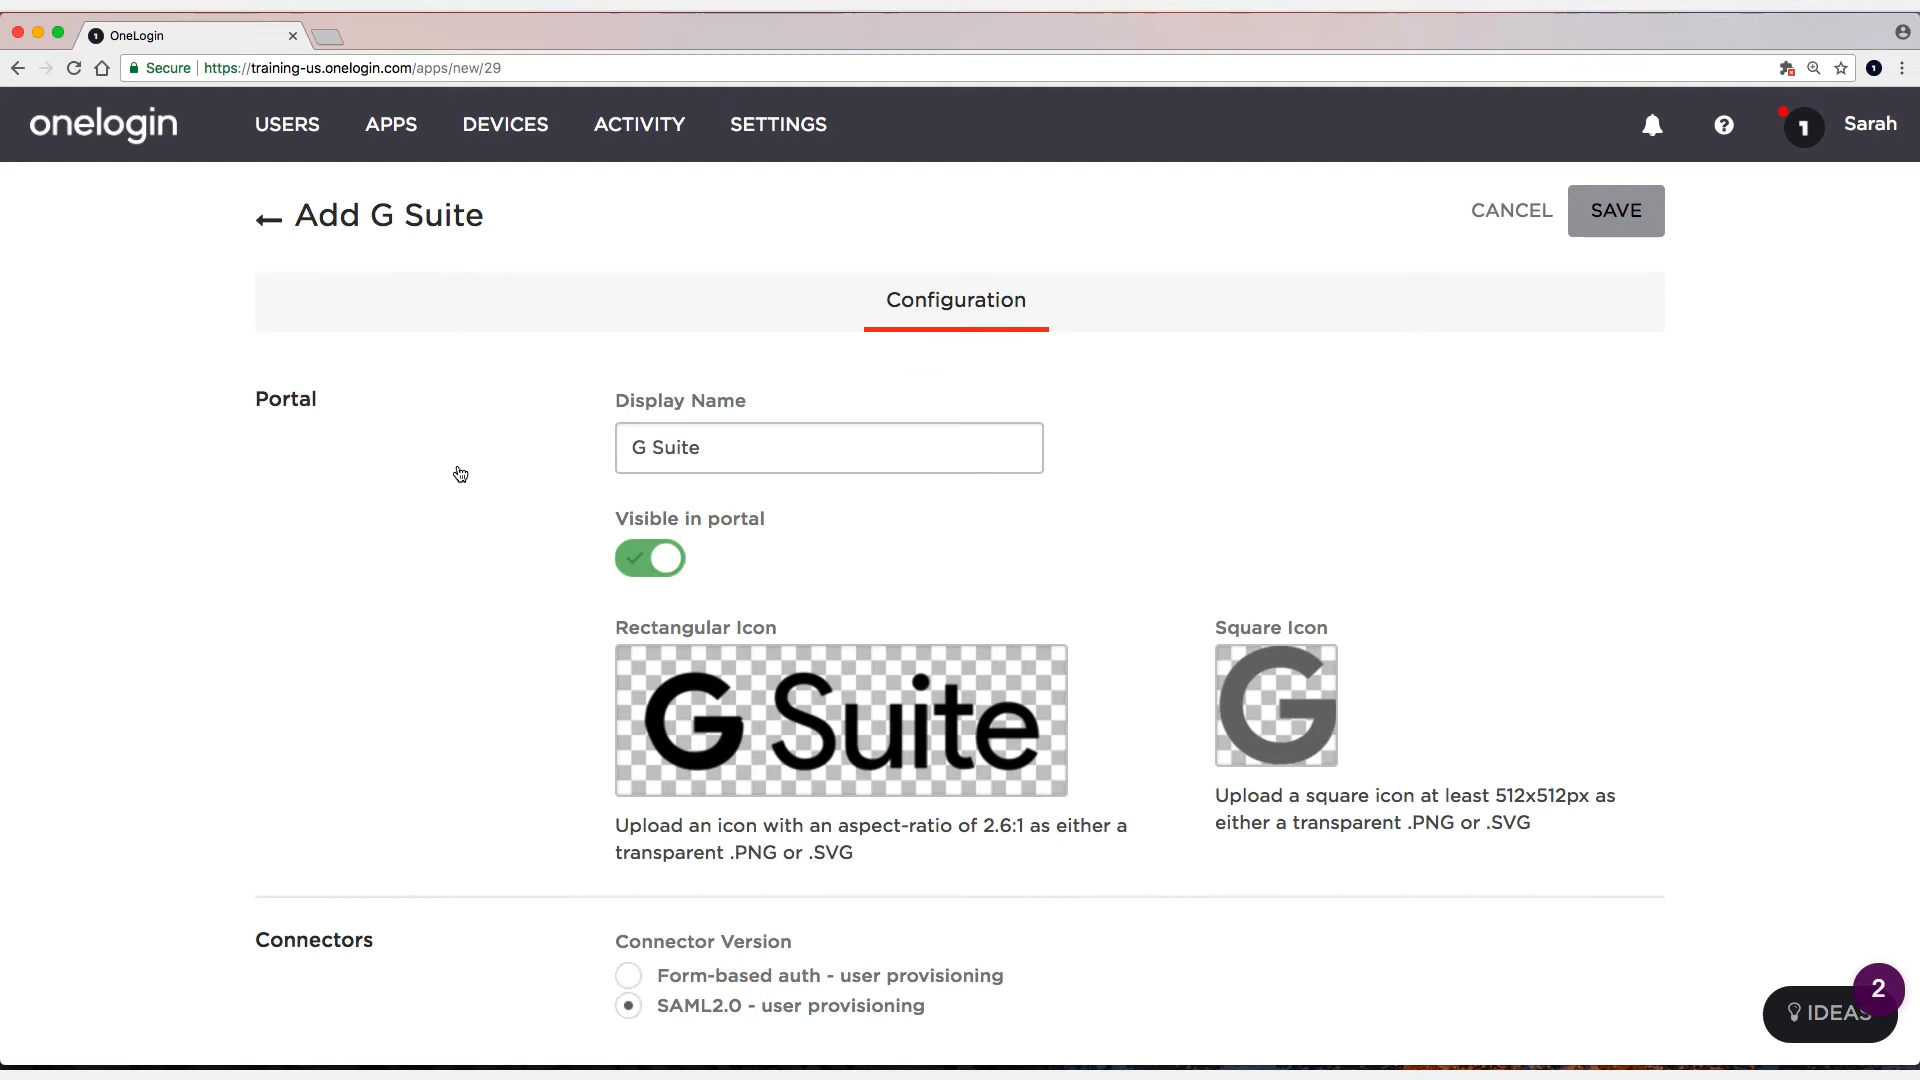 OneLogin
Secure https://training-us.onelogin.com/apps/new/29
onelogin USERS APPS DEVICES ACTIVITY SETTINGS 1 Sarah
Add G Suite CANCEL SAVE
Configuration
Portal
Display Name
G Suite
Visible in portal
Rectangular Icon
G Suite
Upload an icon with an aspect-ratio of 2.6:1 as either a
transparent .PNG or .SVG
Square Icon
G
Upload a square icon at least 512x512px as
either a transparent .PNG or .SVG
Connectors
Connector Version
Form-based auth - user provisioning
SAML2.0 - user provisioning
2
IDEAS